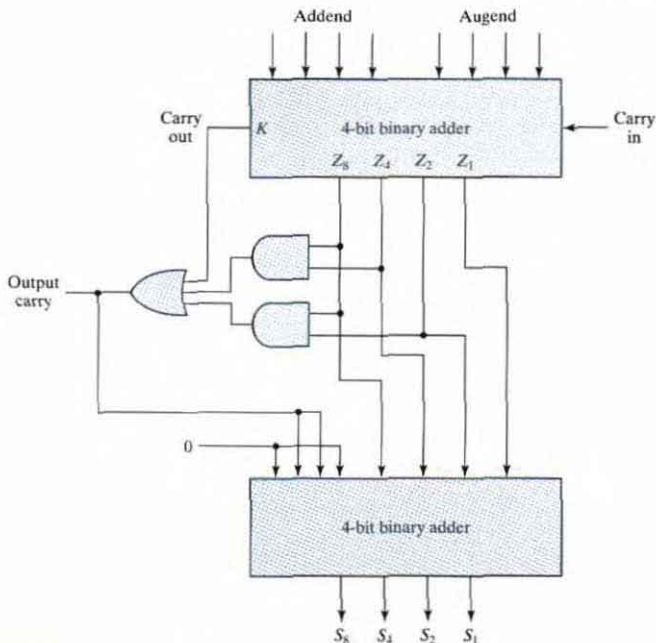 Addend Augend
Carry
out
K
4-bit binary adder
Carry
in
Z8 Z4 Z2 Z1
Output
carry
0
4-bit binary adder
S8 S4 S2 S1